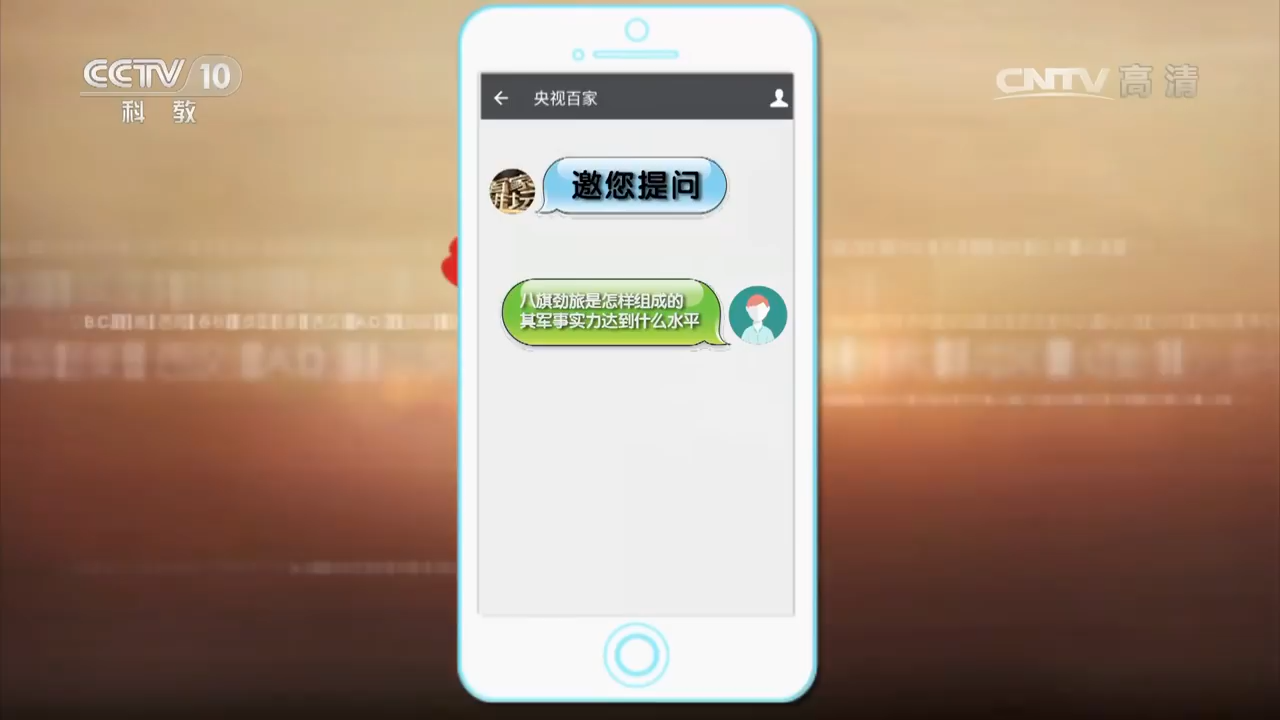 CCTV 10
科教
CNTV 高清
央视百家
邀您提问
八旗劲旅是怎样组成的
其军事实力达到什么水平